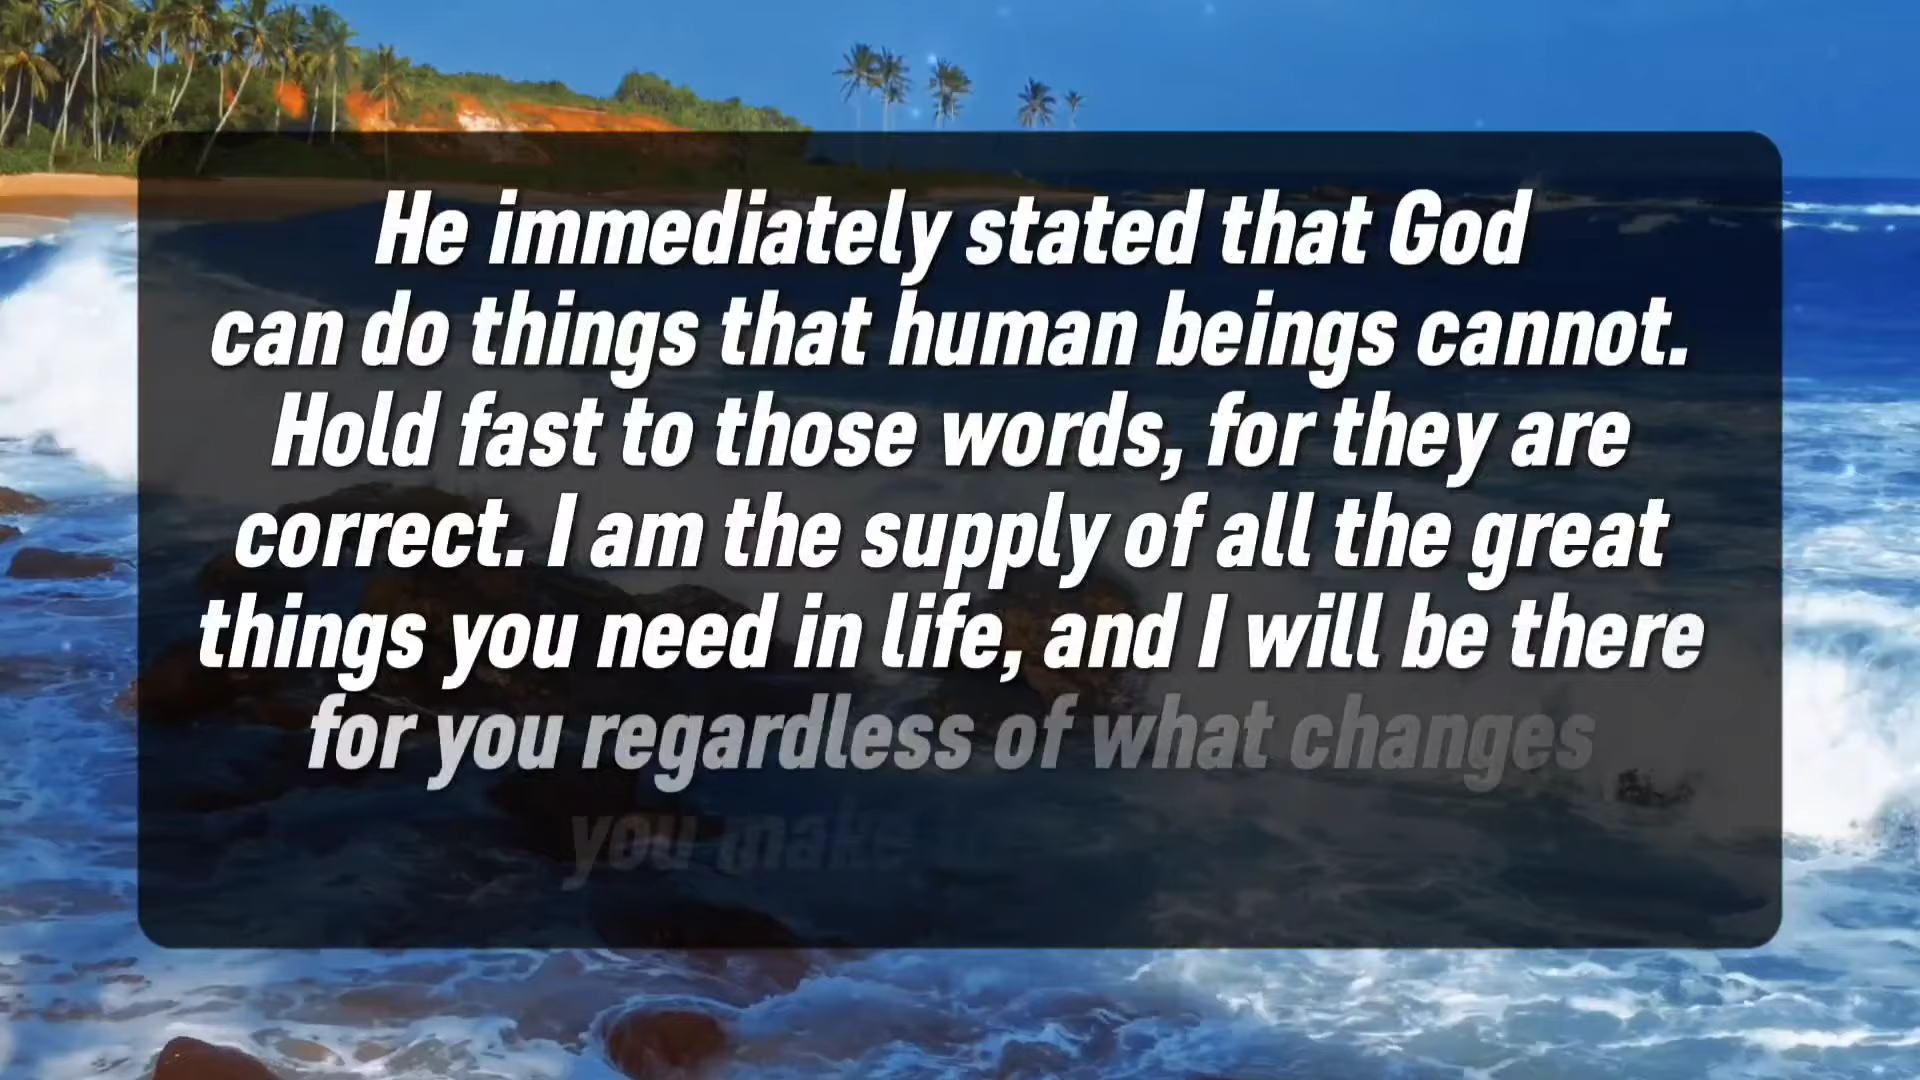 He immediately stated that God
can do things that human beings cannot.
Hold fast to those words, for they are
correct. I am the supply of all the great
things you need in life, and I will be there
for you regardless of what changes
you make